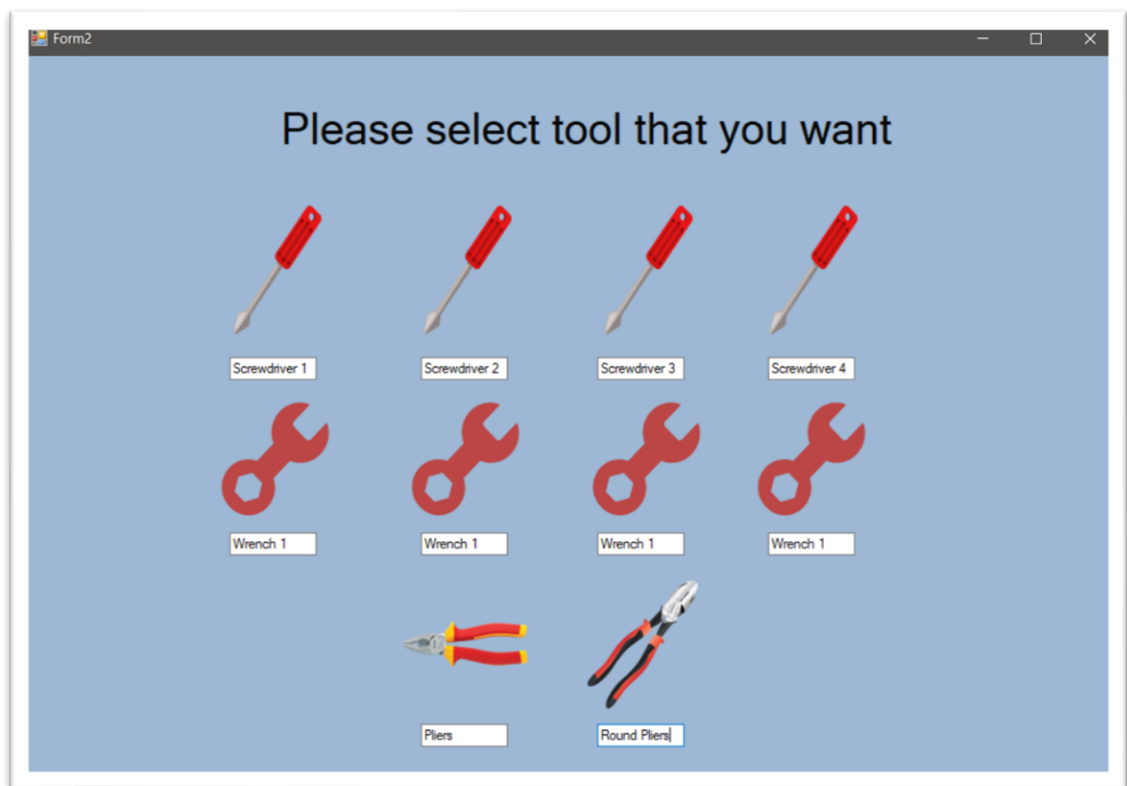 Form2
Please select tool that you want
Screwdriver 1 Screwdriver 2 Screwdriver 3 Screwdriver 4
Wrench 1 Wrench 1 Wrench 1 Wrench 1
Pliers Round Pliers